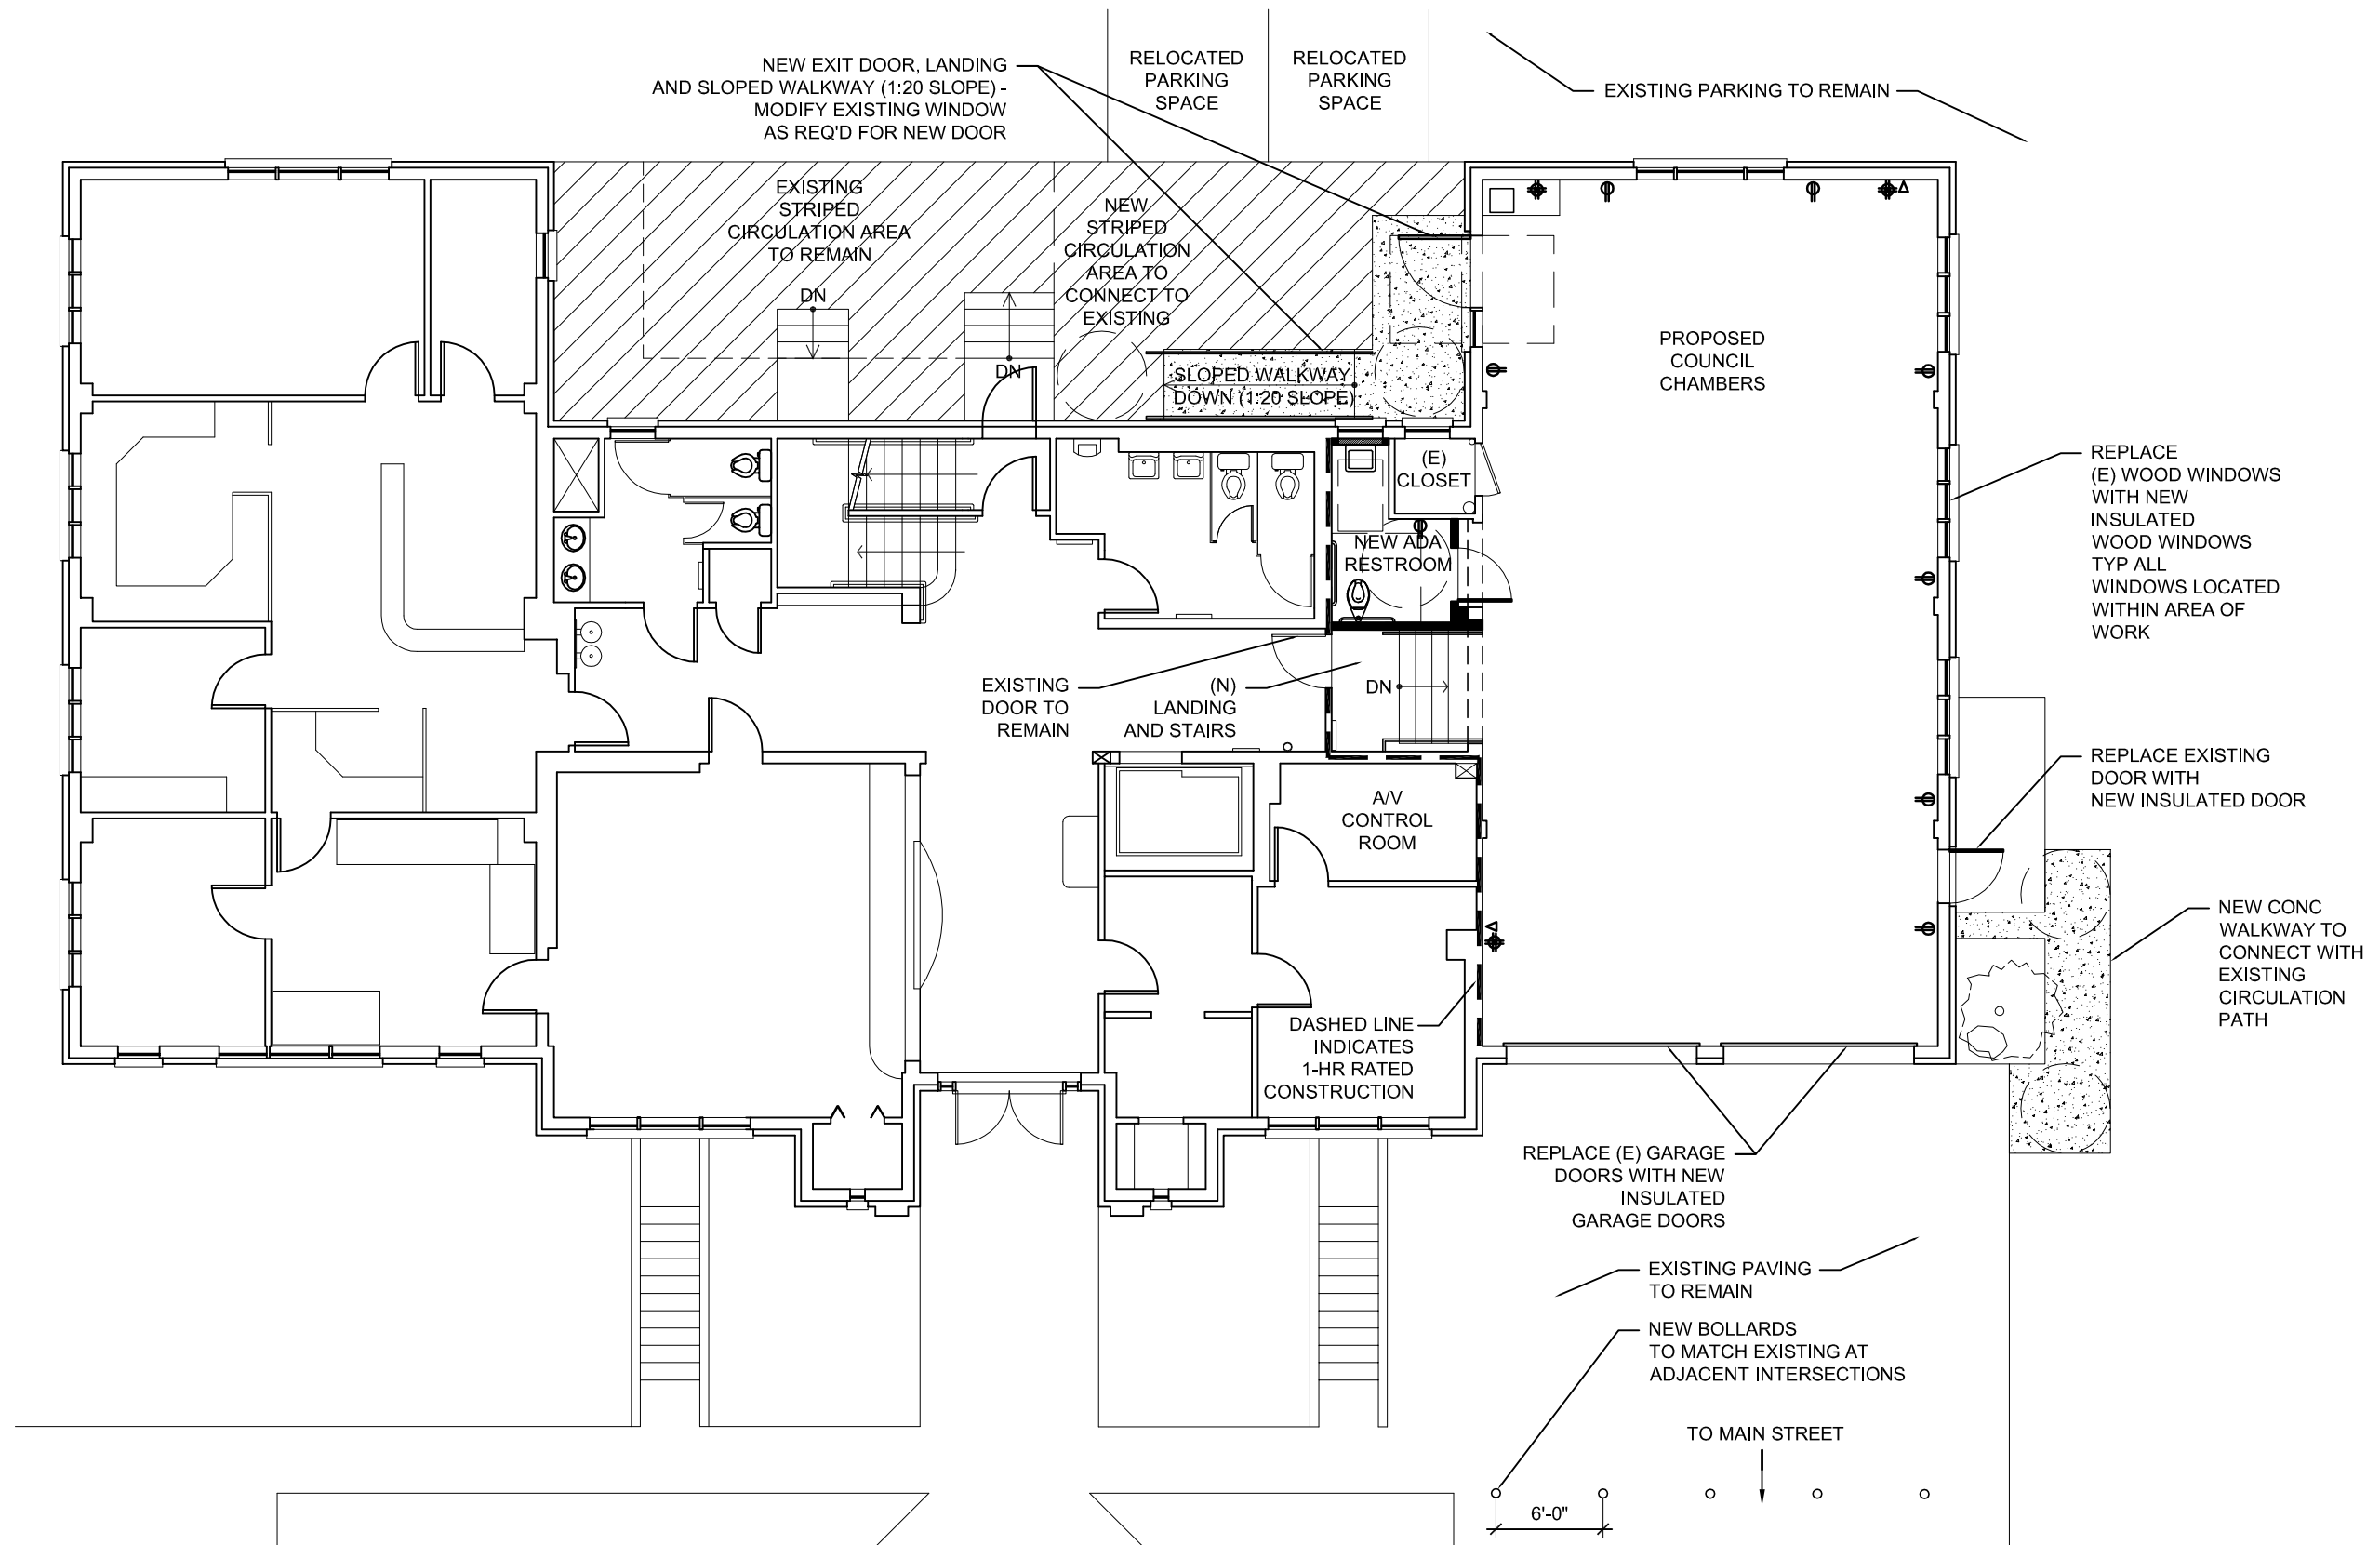 NEW EXIT DOOR, LANDING
AND SLOPED WALKWAY (1:20 SLOPE) -
MODIFY EXISTING WINDOW
AS REQ'D FOR NEW DOOR
RELOCATED
PARKING
SPACE
RELOCATED
PARKING
SPACE
EXISTING PARKING TO REMAIN
EXISTING
STRIPED
CIRCULATION AREA
TO REMAIN
NEW
STRIPED
CIRCULATION
AREA TO
CONNECT TO
EXISTING
DN
DN
SLOPED WALKWAY
DOWN (1:20 SLOPE)
PROPOSED
COUNCIL
CHAMBERS
(E)
CLOSET
NEW ADA
RESTROOM
REPLACE
(E) WOOD WINDOWS
WITH NEW
INSULATED
WOOD WINDOWS
TYP ALL
WINDOWS LOCATED
WITHIN AREA OF
WORK
EXISTING
DOOR TO
REMAIN
(N)
LANDING
AND STAIRS
DN
REPLACE EXISTING
DOOR WITH
NEW INSULATED DOOR
A/V
CONTROL
ROOM
NEW CONC
WALKWAY TO
CONNECT WITH
EXISTING
CIRCULATION
PATH
DASHED LINE
INDICATES
1-HR RATED
CONSTRUCTION
REPLACE (E) GARAGE
DOORS WITH NEW
INSULATED
GARAGE DOORS
EXISTING PAVING
TO REMAIN
NEW BOLLARDS
TO MATCH EXISTING AT
ADJACENT INTERSECTIONS
TO MAIN STREET
6'-0"